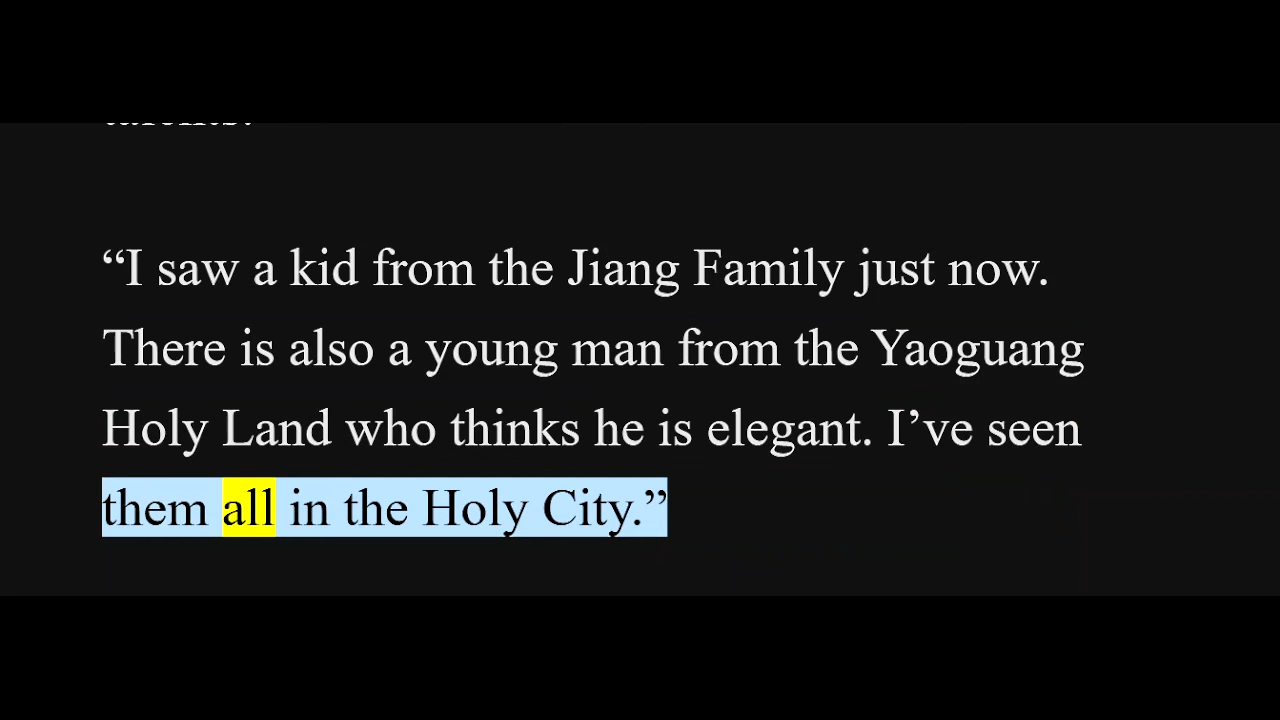 “I saw a kid from the Jiang Family just now.
There is also a young man from the Yaoguang
Holy Land who thinks he is elegant. I’ve seen
them all in the Holy City.”